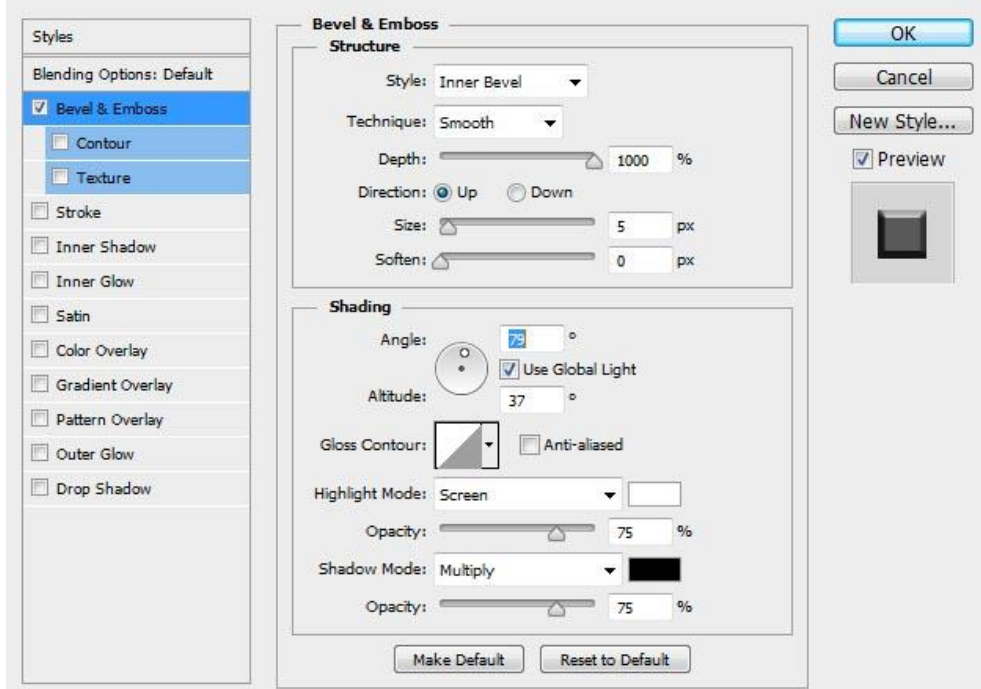 Styles
Blending Options: Default
Bevel & Emboss
Contour
Texture
Stroke
Inner Shadow
Inner Glow
Satin
Color Overlay
Gradient Overlay
Pattern Overlay
Outer Glow
Drop Shadow
Bevel & Emboss
Structure
Style: Inner Bevel
Technique: Smooth
Depth: 1000 %
Direction: Up Down
Size: 5 px
Soften: 0 px
Shading
Angle: 79 °
Use Global Light
Altitude: 37 °
Gloss Contour: Anti-aliased
Highlight Mode: Screen
Opacity: 75 %
Shadow Mode: Multiply
Opacity: 75 %
Make Default Reset to Default
OK
Cancel
New Style...
Preview